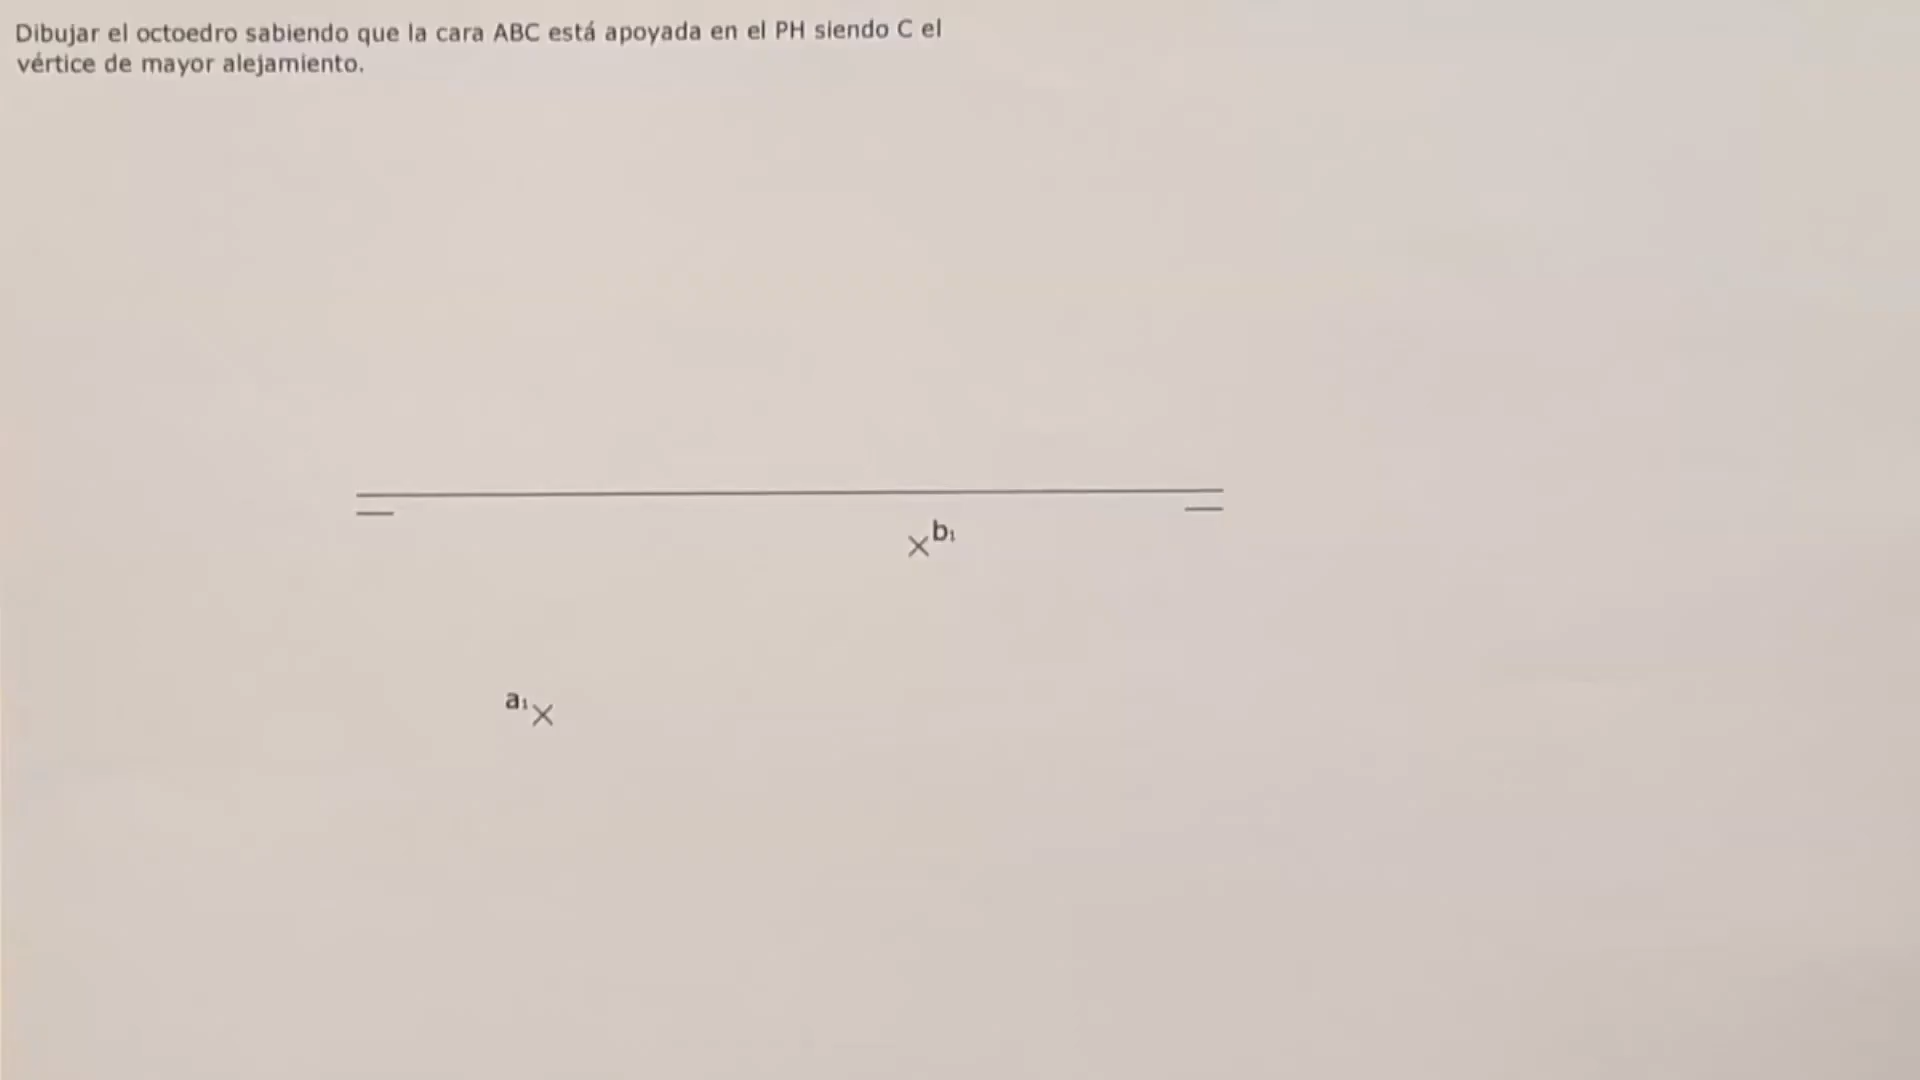 Dibujar el octoedro sabiendo que la cara ABC está apoyada en el PH siendo C el
vértice de mayor alejamiento.
b₁
a₁